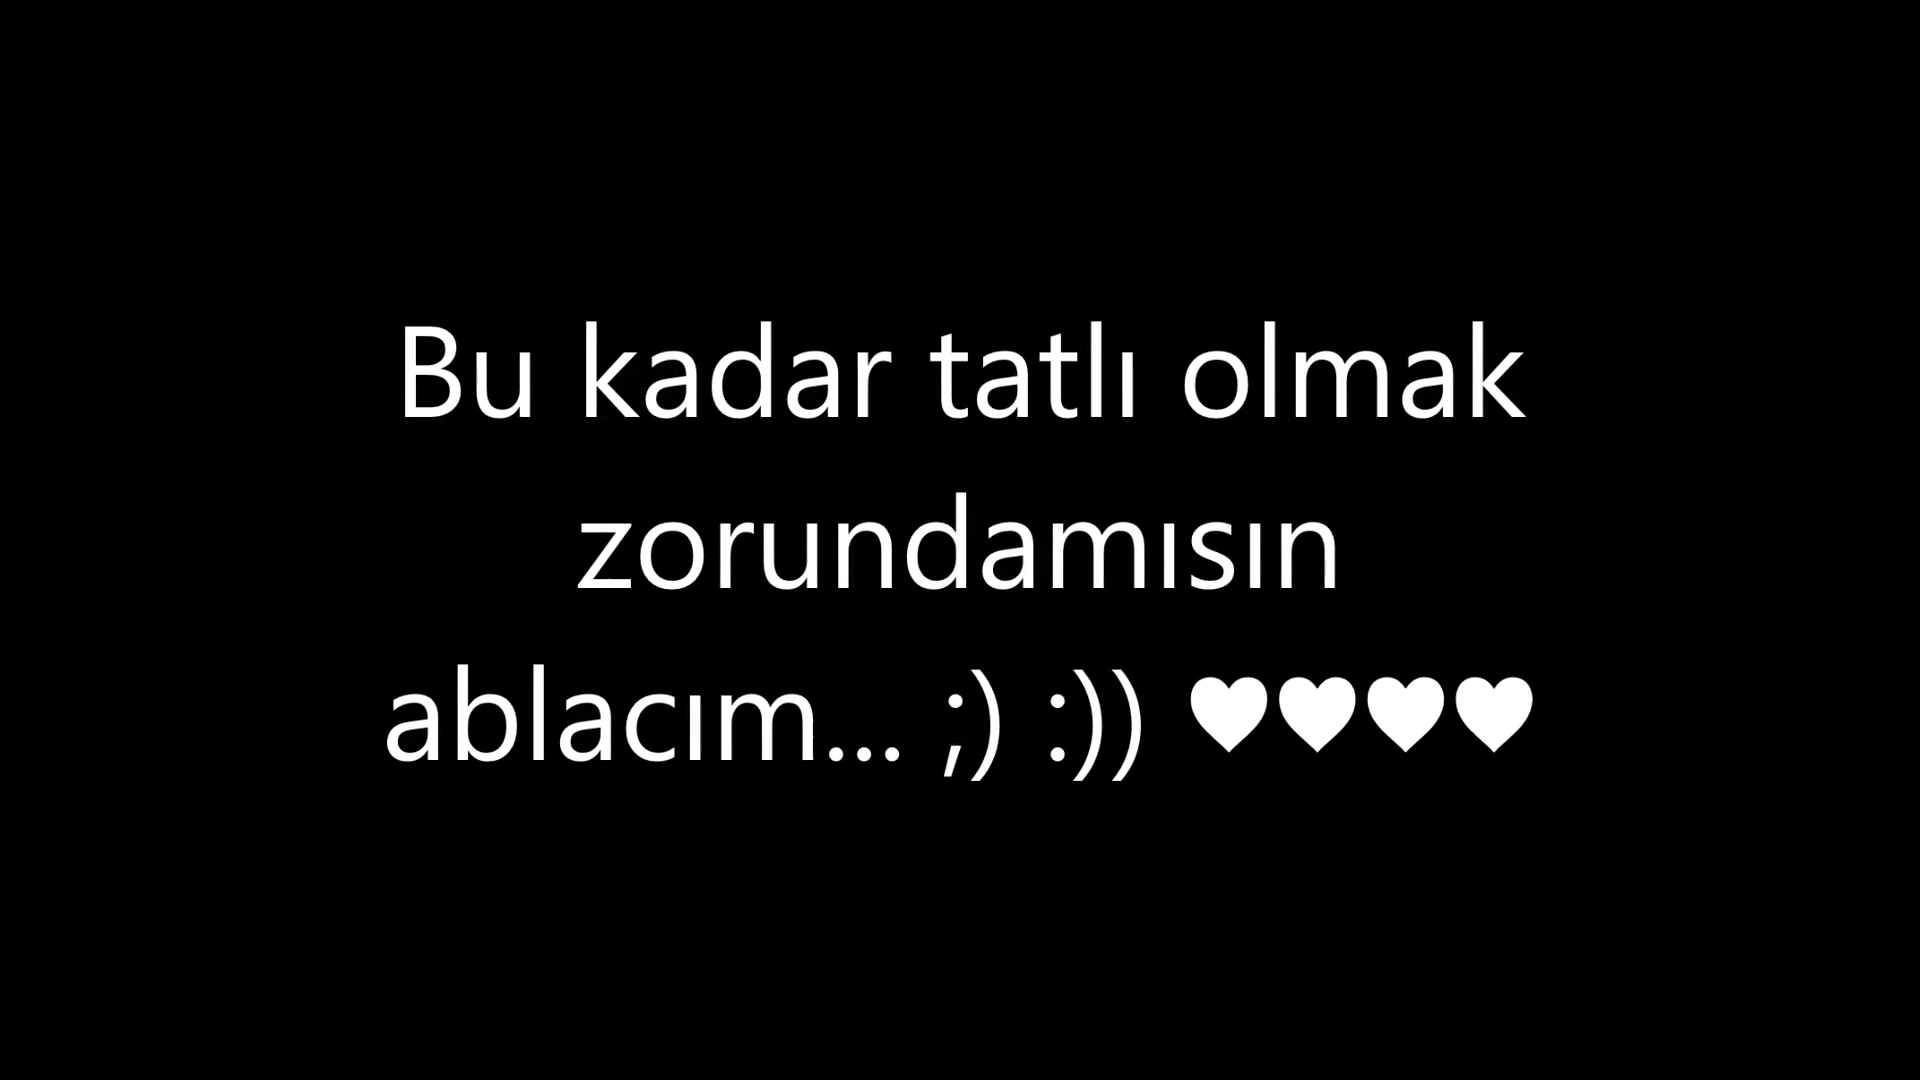 Bu kadar tatlı olmak
zorundamısın
ablacım... ;) :)) ♥♥♥♥